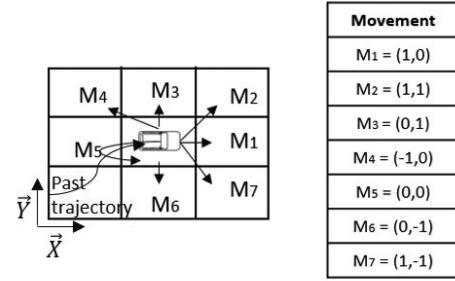 M4 M3 M2
M5 M1
Past
trajectory
M6 M7
Y
X
Movement
M1 = (1,0)
M2 = (1,1)
M3 = (0,1)
M4 = (-1,0)
M5 = (0,0)
M6 = (0,-1)
M7 = (1,-1)